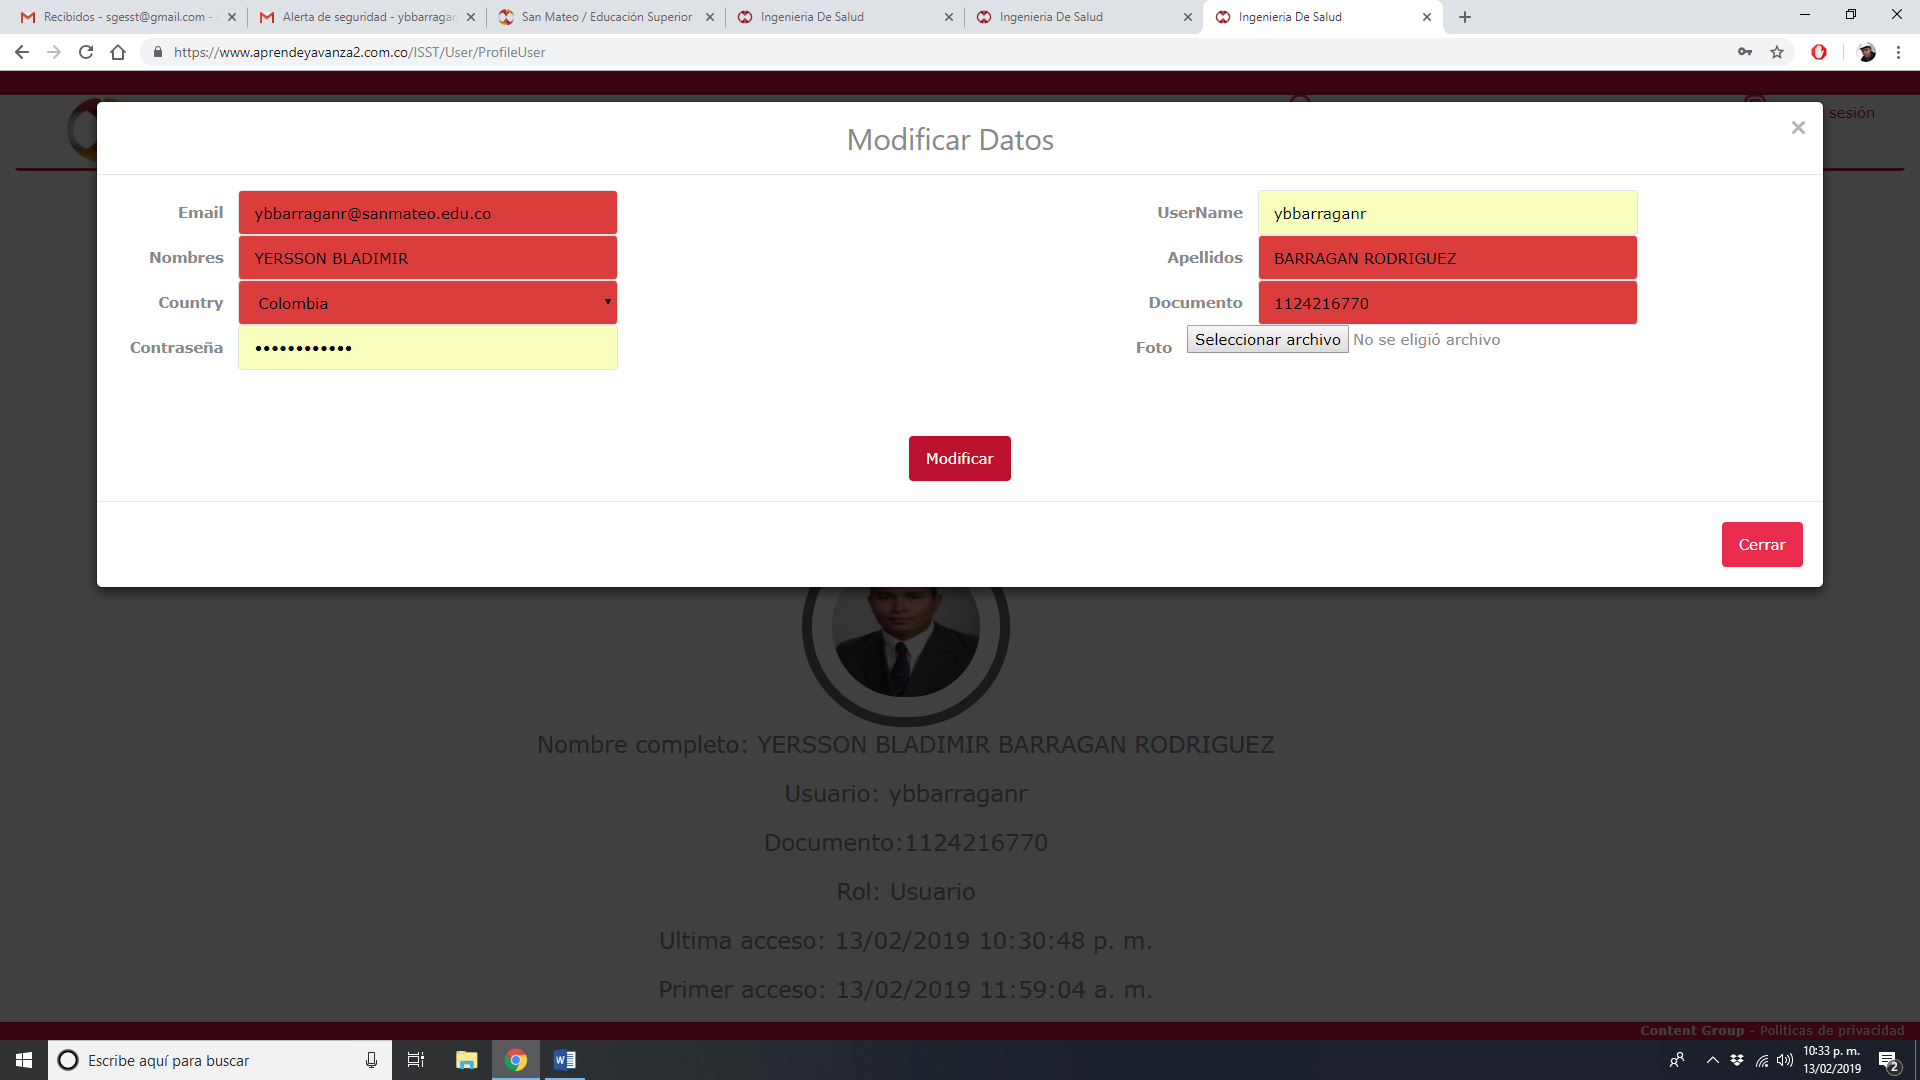 Recibidos - sgesst@gmail.com -
Alerta de seguridad - ybbarragan
San Mateo / Educación Superior
Ingenieria De Salud
Ingenieria De Salud
Ingenieria De Salud
https://www.aprendeyavanza2.com.co/ISST/User/ProfileUser
sesión
Modificar Datos
Email ybbarraganr@sanmateo.edu.co UserName ybbarraganr
Nombres YERSSON BLADIMIR Apellidos BARRAGAN RODRIGUEZ
Country Colombia Documento 1124216770
Contraseña •••••••••••• Foto Seleccionar archivo No se eligió archivo
Modificar
Cerrar
Nombre completo: YERSSON BLADIMIR BARRAGAN RODRIGUEZ
Usuario: ybbarraganr
Documento:1124216770
Rol: Usuario
Ultima acceso: 13/02/2019 10:30:48 p. m.
Primer acceso: 13/02/2019 11:59:04 a. m.
Content Group - Politicas de privacidad
Escribe aquí para buscar
10:33 p. m.
13/02/2019
2